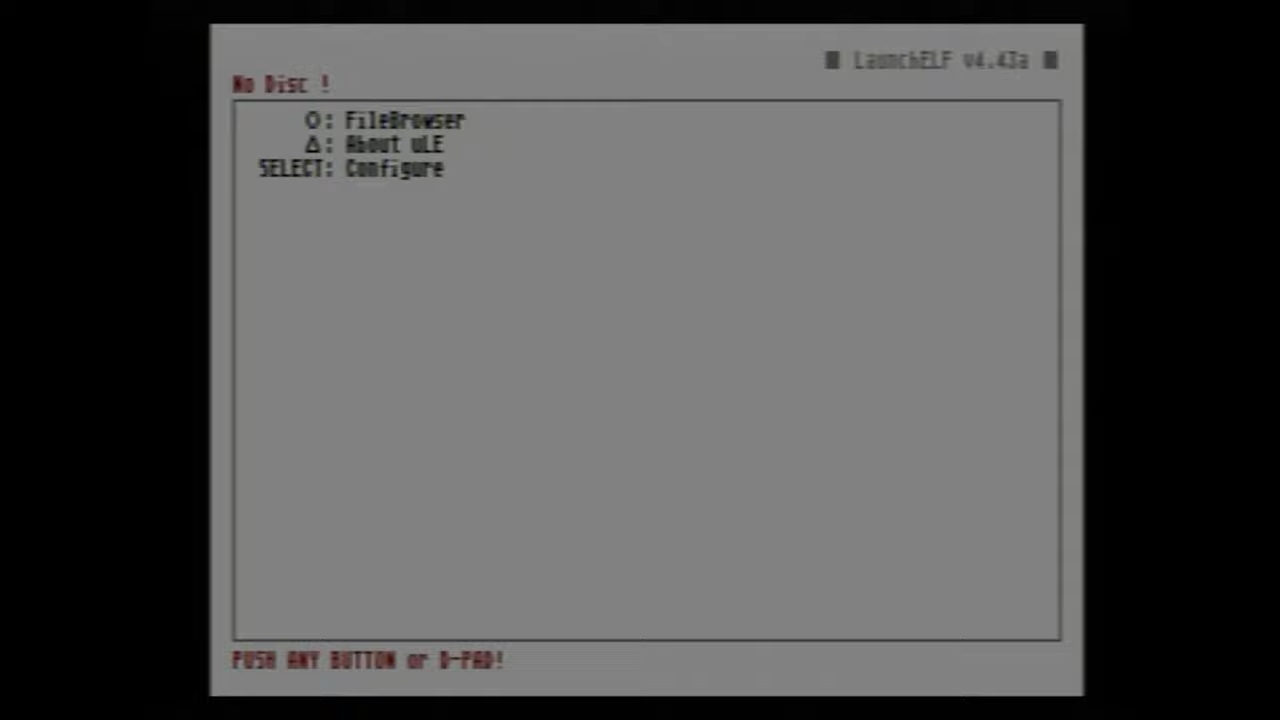 ■ LaunchELF v4.43a ■
No Disc !
O: FileBrowser
Δ: About uLE
SELECT: Configure
PUSH ANY BUTTON or D-PAD!